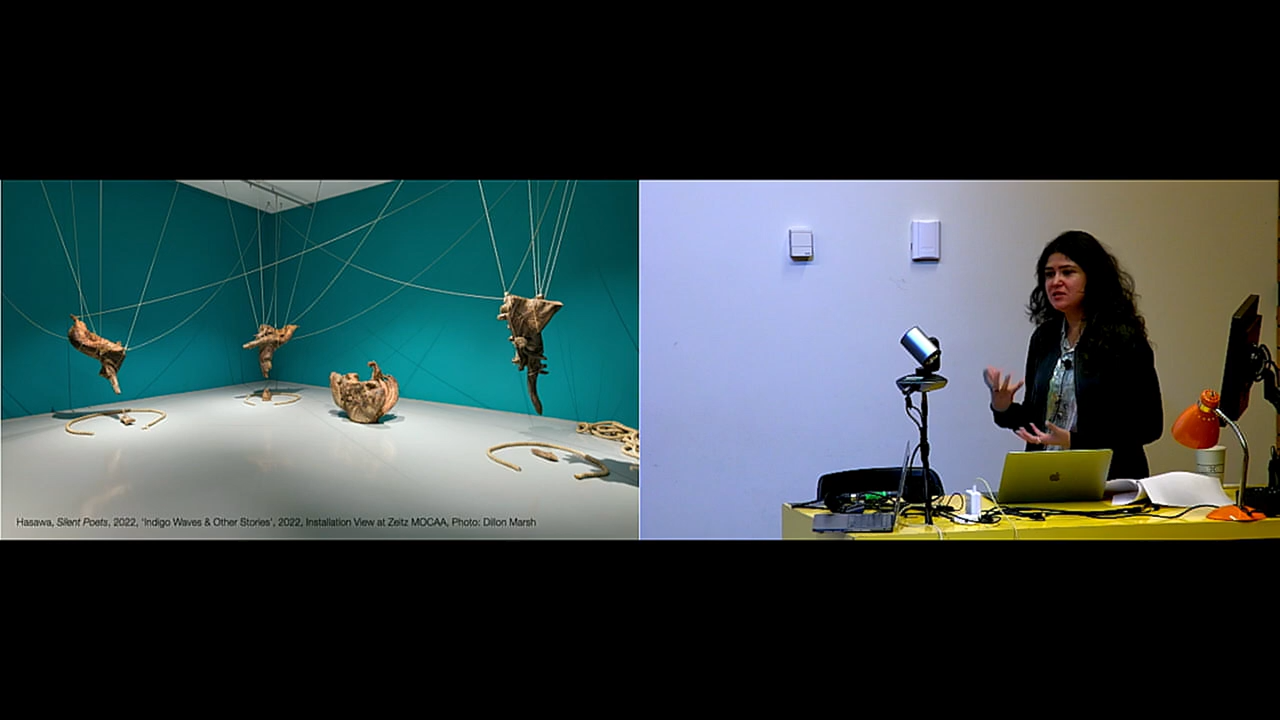 Hasawa, Silent Poets, 2022, 'Indigo Waves & Other Stories', 2022, Installation View at Zeitz MOCAA, Photo: Dillon Marsh